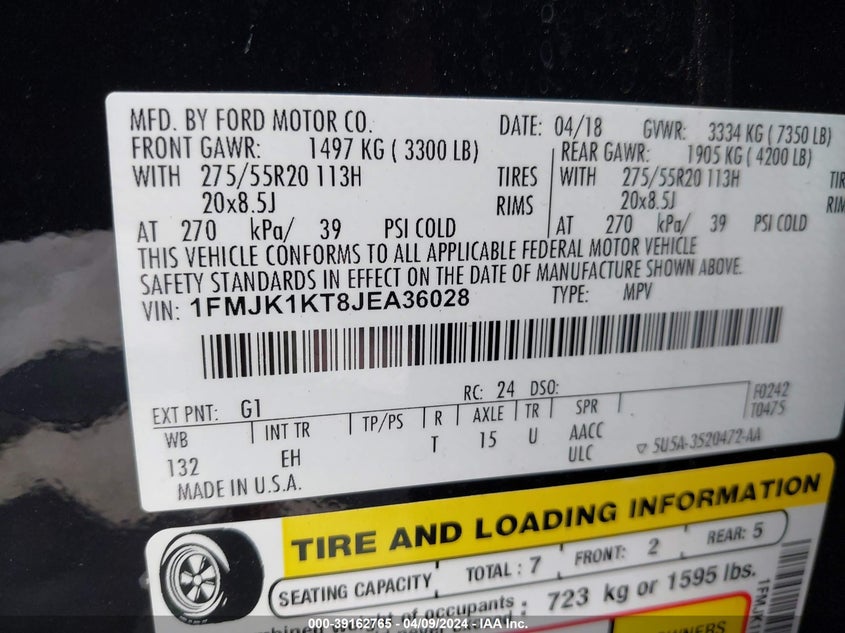 MFD. BY FORD MOTOR CO. DATE: 04/18 GVWR: 3334 KG ( 7350 LB)
FRONT GAWR: 1497 KG ( 3300 LB) REAR GAWR: 1905 KG ( 4200 LB)
WITH 275/55R20 113H TIRES WITH 275/55R20 113H
20x8.5J RIMS 20x8.5J
AT 270 kPa/ 39 PSI COLD AT 270 kPa/ 39 PSI COLD
THIS VEHICLE CONFORMS TO ALL APPLICABLE FEDERAL MOTOR VEHICLE
SAFETY STANDARDS IN EFFECT ON THE DATE OF MANUFACTURE SHOWN ABOVE.
VIN: 1FMJK1KT8JEA36028 TYPE: MPV
EXT PNT: G1 RC: 24 DSO: F0242
T0475
WB INT TR TP/PS R AXLE TR SPR
132 EH T 15 U AACC
ULC ▽ 5U5A-3520472-AA
MADE IN U.S.A.
TIRE AND LOADING INFORMATION
SEATING CAPACITY TOTAL : 7 FRONT: 2 REAR: 5
of occupants : 723 kg or 1595 lbs.
OWNERS
000-39162765 - 04/09/2024 -